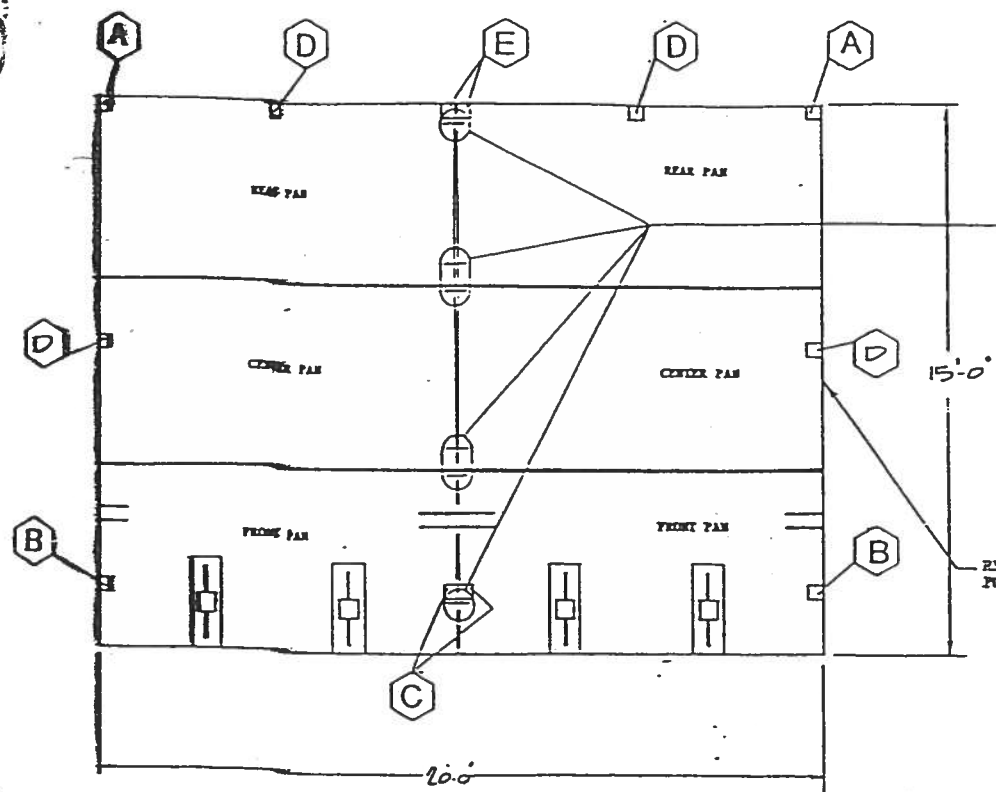 A D E D A
REAR PAN REAR PAN
D D
15'-0"
CENTER PAN CENTER PAN
B B
FRONT PAN FRONT PAN
C
20'-0"